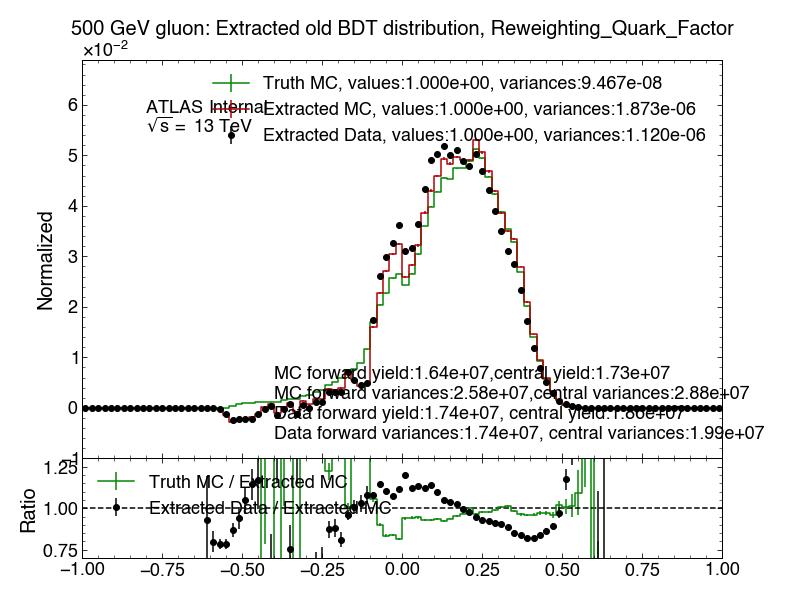 500 GeV gluon: Extracted old BDT distribution, Reweighting_Quark_Factor
×10⁻²
Truth MC, values:1.000e+00, variances:9.467e-08
ATLAS Internal
Extracted MC, values:1.000e+00, variances:1.873e-06
√s = 13 TeV
Extracted Data, values:1.000e+00, variances:1.120e-06
6
5
4
3
2
1
0
−1
Normalized
MC forward yield:1.64e+07,central yield:1.73e+07
MC forward variances:2.58e+07,central variances:2.88e+07
Data forward yield:1.74e+07, central yield:1.80e+07
Data forward variances:1.74e+07, central variances:1.99e+07
1.25
1.00
0.75
Ratio
Truth MC / Extracted MC
Extracted Data / Extracted MC
−1.00 −0.75 −0.50 −0.25 0.00 0.25 0.50 0.75 1.00